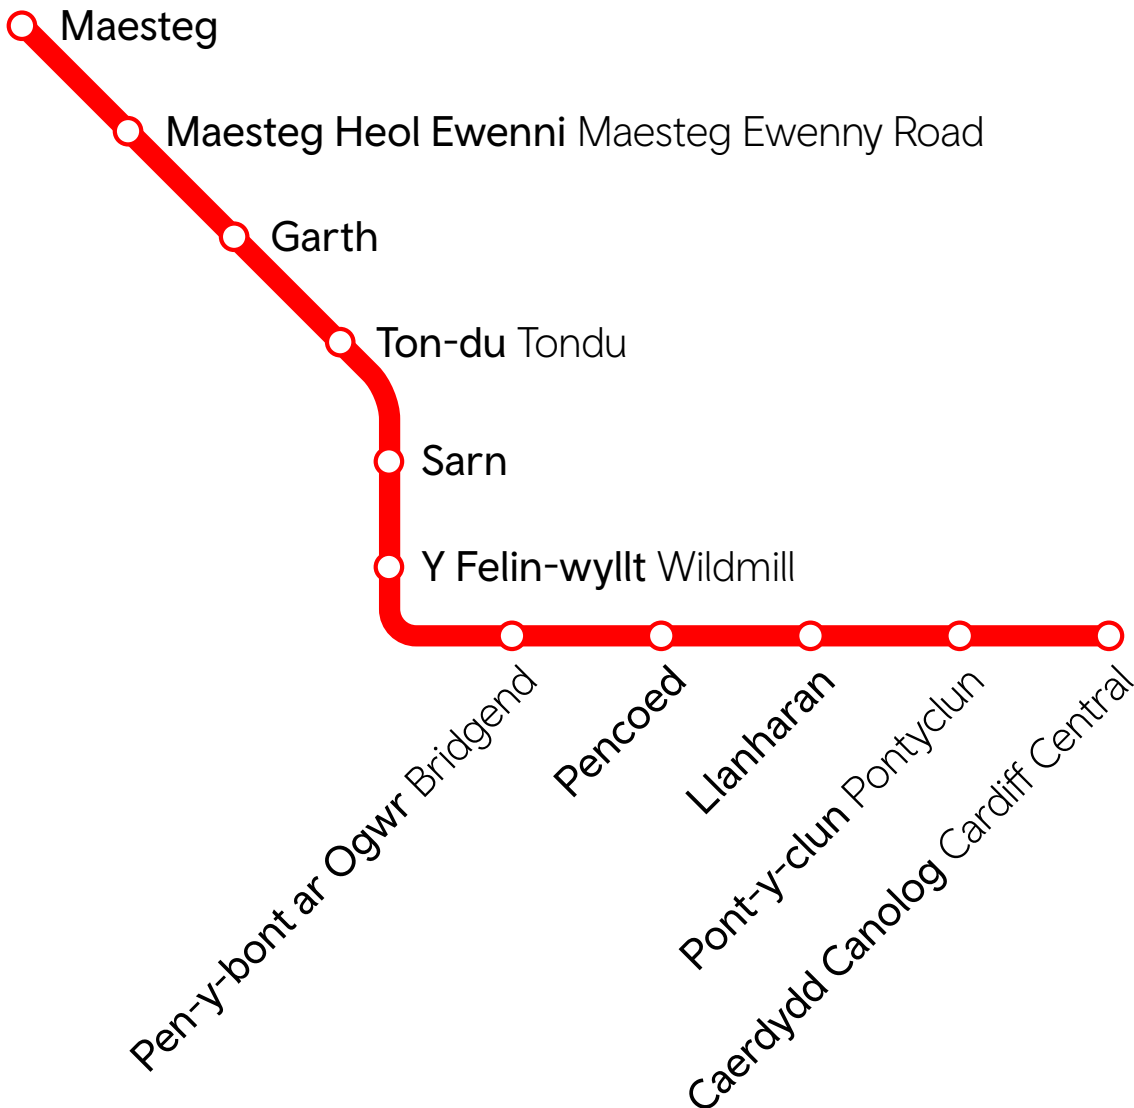 Maesteg
Maesteg Heol Ewenni Maesteg Ewenny Road
Garth
Ton-du Tondu
Sarn
Y Felin-wyllt Wildmill
Pen-y-bont ar Ogwr Bridgend
Pencoed
Llanharan
Pont-y-clun Pontyclun
Caerdydd Canolog Cardiff Central